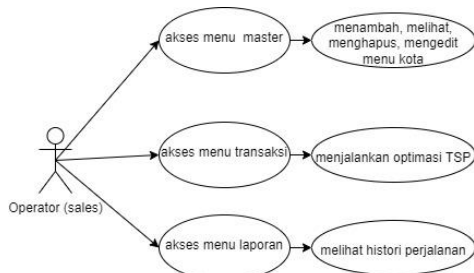 akses menu  master
menambah, melihat,
menghapus, mengedit
menu kota
akses menu transaksi
menjalankan optimasi TSP
Operator (sales)
akses menu laporan
melihat histori perjalanan